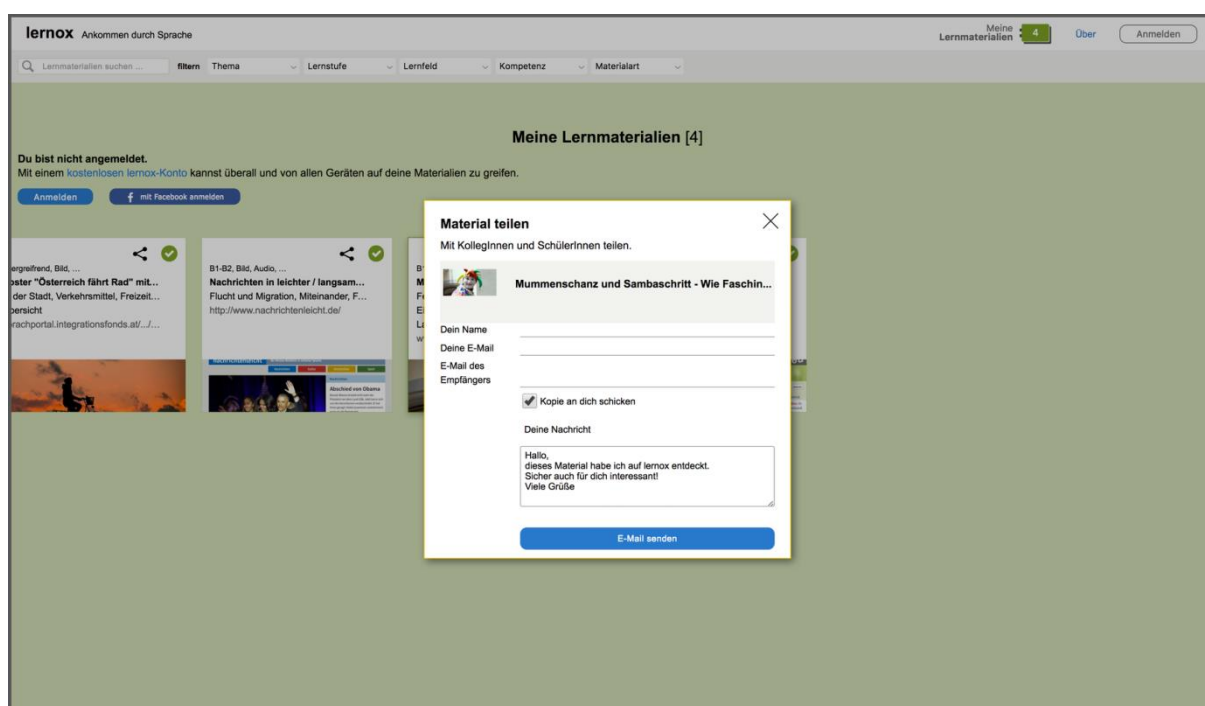 lernox Ankommen durch Sprache
Meine
Lernmaterialien 4 Über Anmelden
Lernmaterialien suchen ... filtern Thema Lernstufe Lernfeld Kompetenz Materialart
Meine Lernmaterialien [4]
Du bist nicht angemeldet.
Mit einem kostenlosen lernox-Konto kannst überall und von allen Geräten auf deine Materialien zu greifen.
Anmelden f mit Facebook anmelden
ergreifend, Bild, ...
oster "Österreich fährt Rad" mit...
der Stadt, Verkehrsmittel, Freizeit...
bersicht
rachportal.integrationsfonds.at/.../...
B1-B2, Bild, Audio, ...
Nachrichten in leichter / langsam...
Flucht und Migration, Miteinander, F...
http://www.nachrichtenleicht.de/
Abschied von Obama
Material teilen
Mit KollegInnen und SchülerInnen teilen.
Mummenschanz und Sambaschritt - Wie Faschin...
Dein Name
Deine E-Mail
E-Mail des
Empfängers
Kopie an dich schicken
Deine Nachricht
Hallo,
dieses Material habe ich auf lernox entdeckt.
Sicher auch für dich interessant!
Viele Grüße
E-Mail senden